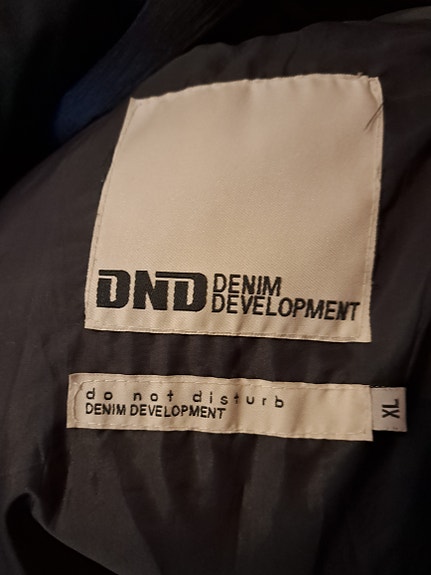 DND DENIM
DEVELOPMENT
do not disturb
DENIM DEVELOPMENT
XL